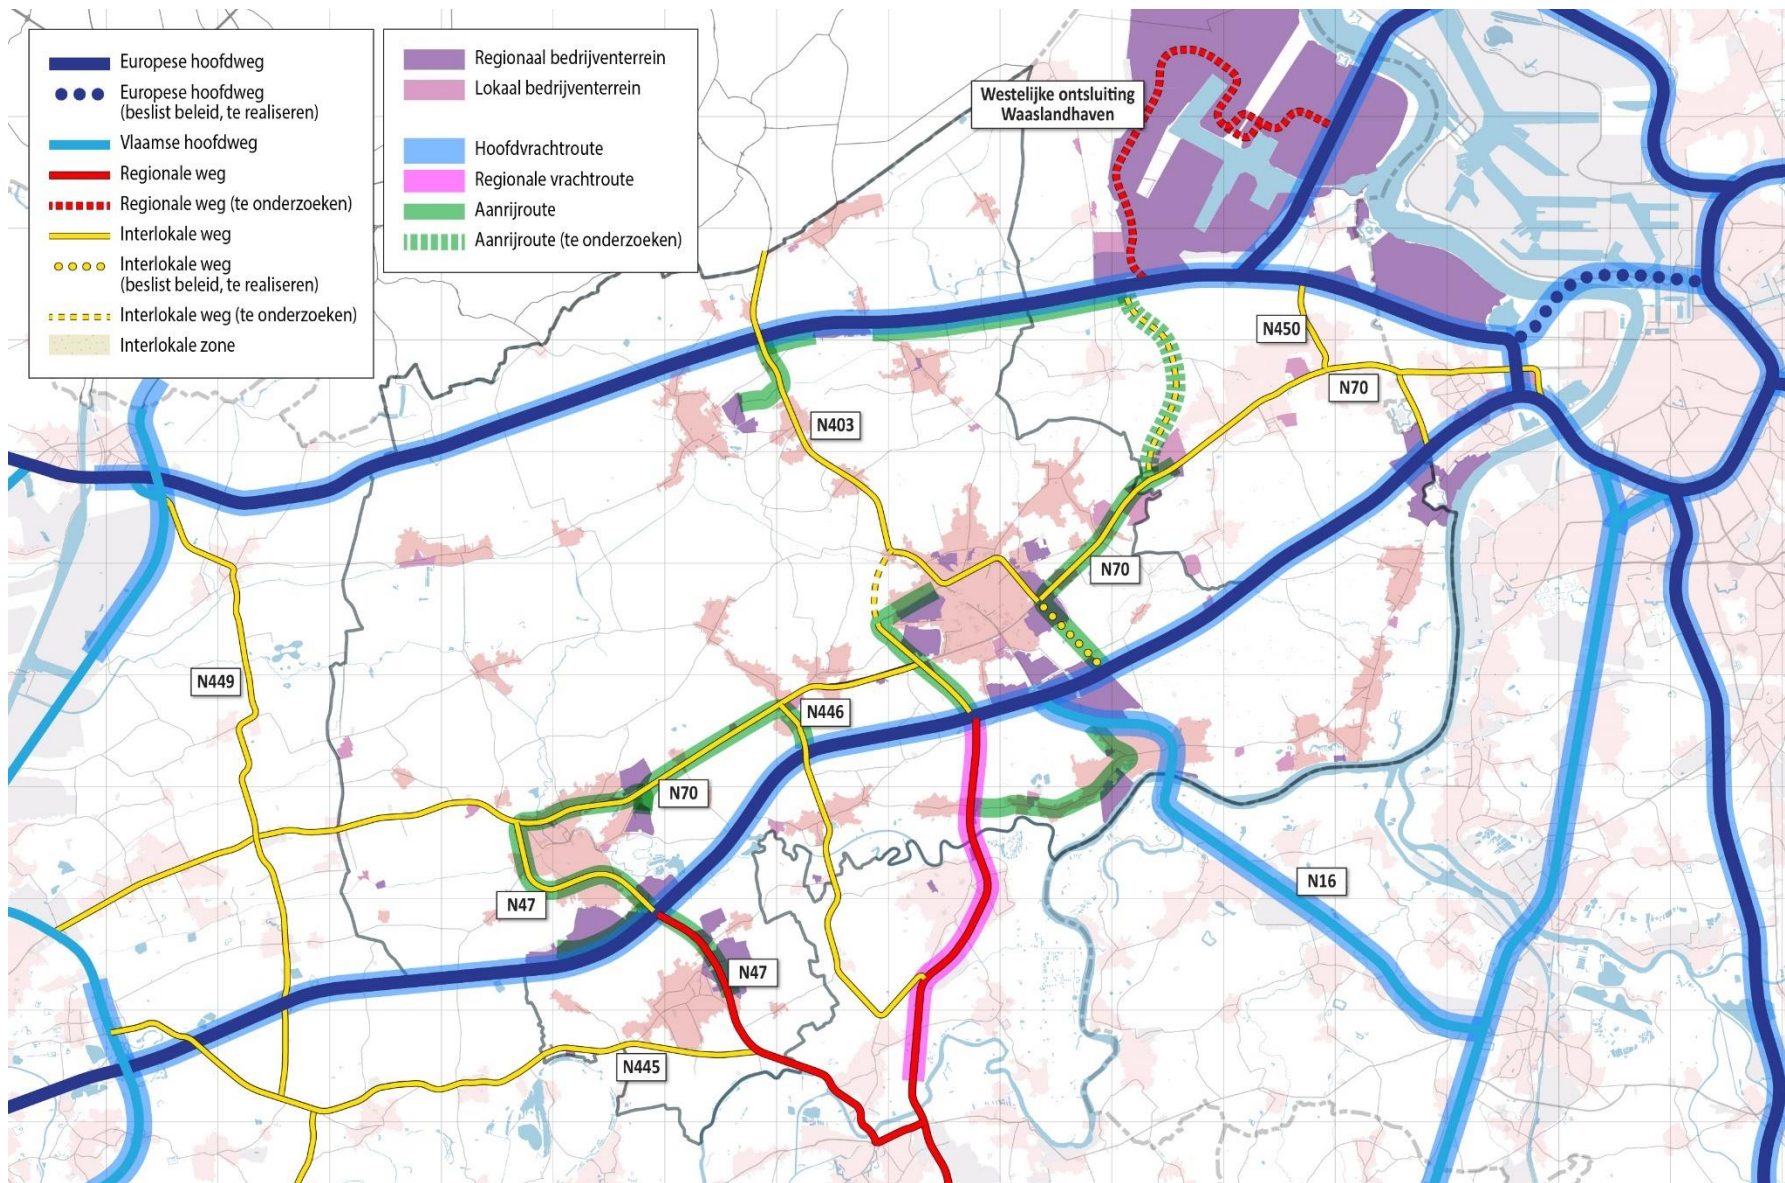 Europese hoofdweg
Europese hoofdweg
(beslist beleid, te realiseren)
Vlaamse hoofdweg
Regionale weg
Regionale weg (te onderzoeken)
Interlokale weg
Interlokale weg
(beslist beleid, te realiseren)
Interlokale weg (te onderzoeken)
Interlokale zone
Regionaal bedrijventerrein
Lokaal bedrijventerrein
Hoofdvrachtroute
Regionale vrachtroute
Aanrijroute
Aanrijroute (te onderzoeken)
Westelijke ontsluiting
Waaslandhaven
N450
N70
N403
N70
N449
N446
N70
N47
N16
N47
N445